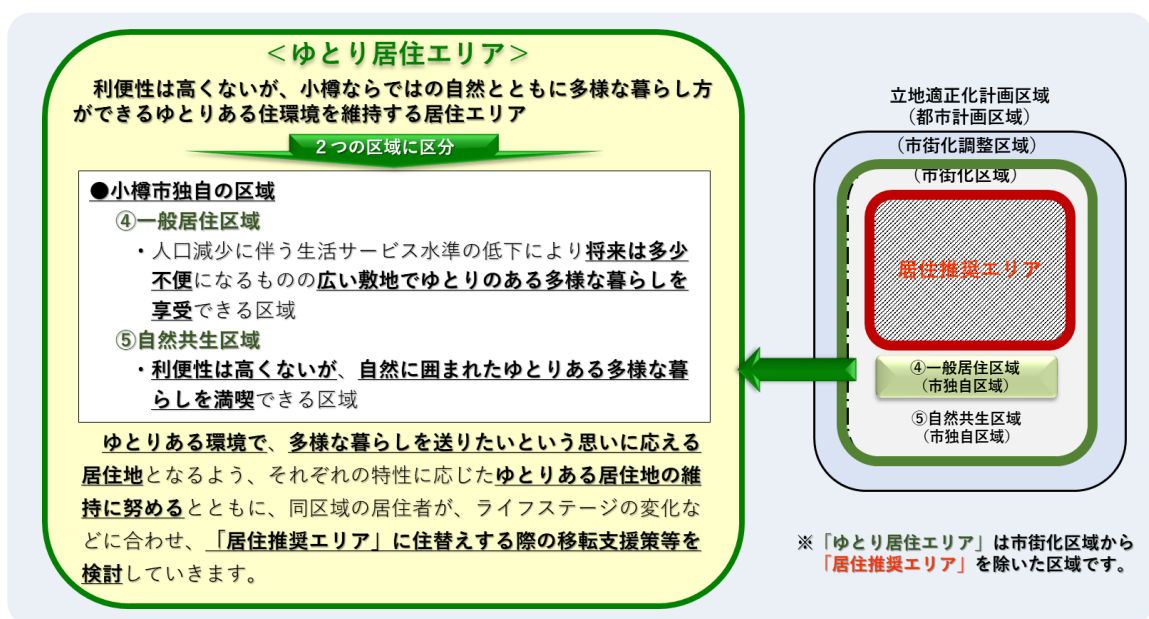 ＜ゆとり居住エリア＞
利便性は高くないが、小樽ならではの自然とともに多様な暮らし方
ができるゆとりある住環境を維持する居住エリア
２つの区域に区分
●小樽市独自の区域
④一般居住区域
・人口減少に伴う生活サービス水準の低下により将来は多少
不便になるものの広い敷地でゆとりのある多様な暮らしを
享受できる区域
⑤自然共生区域
・利便性は高くないが、自然に囲まれたゆとりある多様な暮
らしを満喫できる区域
ゆとりある環境で、多様な暮らしを送りたいという思いに応える
居住地となるよう、それぞれの特性に応じたゆとりある居住地の維
持に努めるとともに、同区域の居住者が、ライフステージの変化な
どに合わせ、「居住推奨エリア」に住替えする際の移転支援策等を
検討していきます。
立地適正化計画区域
（都市計画区域）
（市街化調整区域）
（市街化区域）
居住推奨エリア
④一般居住区域
（市独自区域）
⑤自然共生区域
（市独自区域）
※「ゆとり居住エリア」は市街化区域から
「居住推奨エリア」を除いた区域です。